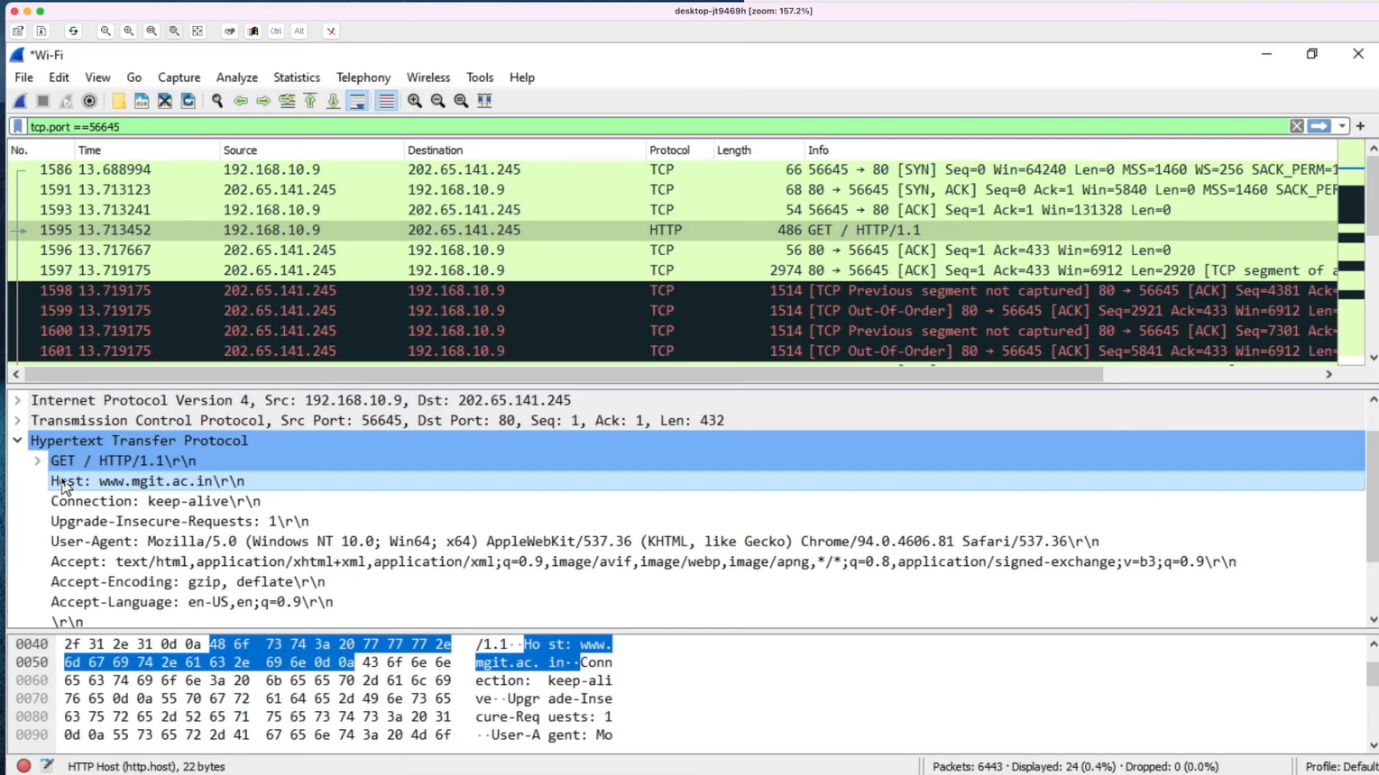 desktop-jt9469h [zoom: 157.2%]
Ctrl Alt
*Wi-Fi
File Edit View Go Capture Analyze Statistics Telephony Wireless Tools Help
tcp.port ==56645
No. Time Source Destination Protocol Length Info
1586 13.688994 192.168.10.9 202.65.141.245 TCP 66 56645 → 80 [SYN] Seq=0 Win=64240 Len=0 MSS=1460 WS=256 SACK_PERM=1
1591 13.713123 202.65.141.245 192.168.10.9 TCP 68 80 → 56645 [SYN, ACK] Seq=0 Ack=1 Win=5840 Len=0 MSS=1460 SACK_PER
1593 13.713241 192.168.10.9 202.65.141.245 TCP 54 56645 → 80 [ACK] Seq=1 Ack=1 Win=131328 Len=0
1595 13.713452 192.168.10.9 202.65.141.245 HTTP 486 GET / HTTP/1.1
1596 13.717667 202.65.141.245 192.168.10.9 TCP 56 80 → 56645 [ACK] Seq=1 Ack=433 Win=6912 Len=0
1597 13.719175 202.65.141.245 192.168.10.9 TCP 2974 80 → 56645 [ACK] Seq=1 Ack=433 Win=6912 Len=2920 [TCP segment of a
1598 13.719175 202.65.141.245 192.168.10.9 TCP 1514 [TCP Previous segment not captured] 80 → 56645 [ACK] Seq=4381 Ack=
1599 13.719175 202.65.141.245 192.168.10.9 TCP 1514 [TCP Out-Of-Order] 80 → 56645 [ACK] Seq=2921 Ack=433 Win=6912 Len=
1600 13.719175 202.65.141.245 192.168.10.9 TCP 1514 [TCP Previous segment not captured] 80 → 56645 [ACK] Seq=7301 Ack=
1601 13.719175 202.65.141.245 192.168.10.9 TCP 1514 [TCP Out-Of-Order] 80 → 56645 [ACK] Seq=5841 Ack=433 Win=6912 Len=
Internet Protocol Version 4, Src: 192.168.10.9, Dst: 202.65.141.245
Transmission Control Protocol, Src Port: 56645, Dst Port: 80, Seq: 1, Ack: 1, Len: 432
Hypertext Transfer Protocol
GET / HTTP/1.1\r\n
Host: www.mgit.ac.in\r\n
Connection: keep-alive\r\n
Upgrade-Insecure-Requests: 1\r\n
User-Agent: Mozilla/5.0 (Windows NT 10.0; Win64; x64) AppleWebKit/537.36 (KHTML, like Gecko) Chrome/94.0.4606.81 Safari/537.36\r\n
Accept: text/html,application/xhtml+xml,application/xml;q=0.9,image/avif,image/webp,image/apng,*/*;q=0.8,application/signed-exchange;v=b3;q=0.9\r\n
Accept-Encoding: gzip, deflate\r\n
Accept-Language: en-US,en;q=0.9\r\n
\r\n
0040 2f 31 2e 31 0d 0a 48 6f 73 74 3a 20 77 77 77 2e /1.1··Ho st: www.
0050 6d 67 69 74 2e 61 63 2e 69 6e 0d 0a 43 6f 6e 6e mgit.ac. in··Conn
0060 65 63 74 69 6f 6e 3a 20 6b 65 65 70 2d 61 6c 69 ection: keep-ali
0070 76 65 0d 0a 55 70 67 72 61 64 65 2d 49 6e 73 65 ve··Upgr ade-Inse
0080 63 75 72 65 2d 52 65 71 75 65 73 74 73 3a 20 31 cure-Req uests: 1
0090 0d 0a 55 73 65 72 2d 41 67 65 6e 74 3a 20 4d 6f ··User-A gent: Mo
HTTP Host (http.host), 22 bytes Packets: 6443 · Displayed: 24 (0.4%) · Dropped: 0 (0.0%) Profile: Default